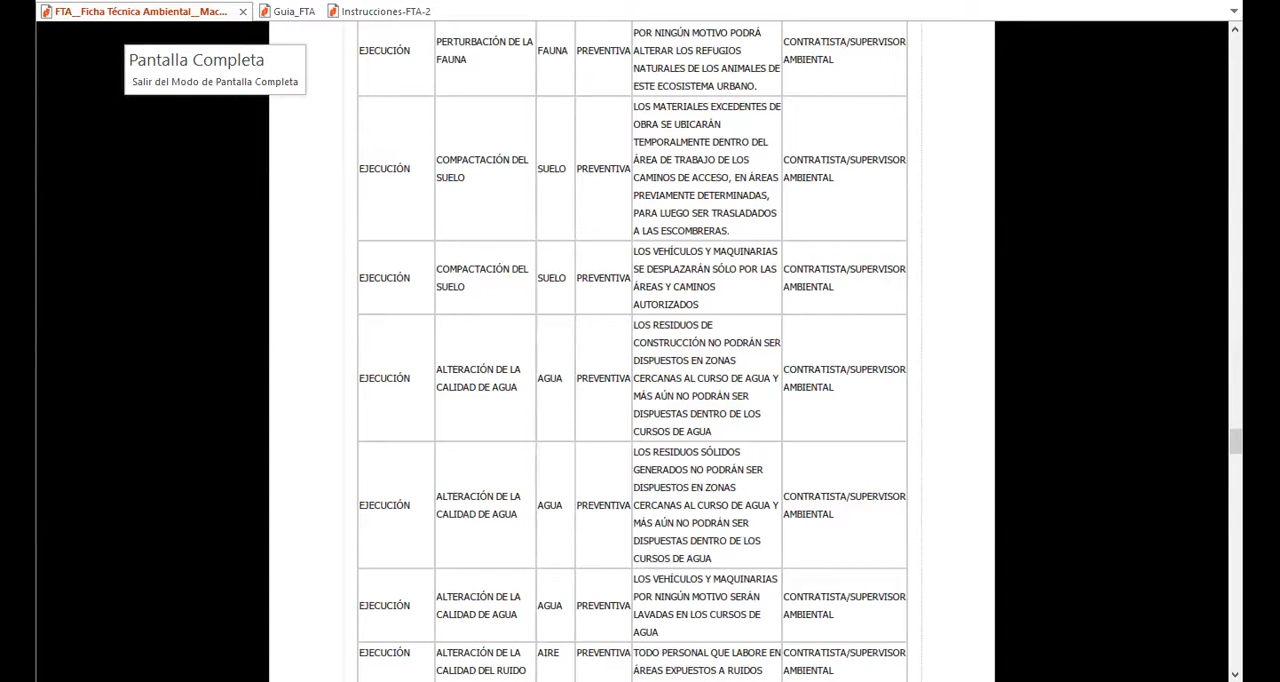 FTA__Ficha Técnica Ambiental__Mac...
Guia_FTA
Instrucciones-FTA-2
Pantalla Completa
Salir del Modo de Pantalla Completa
EJECUCIÓN
PERTURBACIÓN DE LA
FAUNA
FAUNA
PREVENTIVA
POR NINGÚN MOTIVO PODRÁ
ALTERAR LOS REFUGIOS
NATURALES DE LOS ANIMALES DE
ESTE ECOSISTEMA URBANO.
CONTRATISTA/SUPERVISOR
AMBIENTAL
EJECUCIÓN
COMPACTACIÓN DEL
SUELO
SUELO
PREVENTIVA
LOS MATERIALES EXCEDENTES DE
OBRA SE UBICARÁN
TEMPORALMENTE DENTRO DEL
ÁREA DE TRABAJO DE LOS
CAMINOS DE ACCESO, EN ÁREAS
PREVIAMENTE DETERMINADAS,
PARA LUEGO SER TRASLADADOS
A LAS ESCOMBRERAS.
CONTRATISTA/SUPERVISOR
AMBIENTAL
EJECUCIÓN
COMPACTACIÓN DEL
SUELO
SUELO
PREVENTIVA
LOS VEHÍCULOS Y MAQUINARIAS
SE DESPLAZARÁN SÓLO POR LAS
ÁREAS Y CAMINOS
AUTORIZADOS
CONTRATISTA/SUPERVISOR
AMBIENTAL
EJECUCIÓN
ALTERACIÓN DE LA
CALIDAD DE AGUA
AGUA
PREVENTIVA
LOS RESIDUOS DE
CONSTRUCCIÓN NO PODRÁN SER
DISPUESTOS EN ZONAS
CERCANAS AL CURSO DE AGUA Y
MÁS AÚN NO PODRÁN SER
DISPUESTAS DENTRO DE LOS
CURSOS DE AGUA
CONTRATISTA/SUPERVISOR
AMBIENTAL
EJECUCIÓN
ALTERACIÓN DE LA
CALIDAD DE AGUA
AGUA
PREVENTIVA
LOS RESIDUOS SÓLIDOS
GENERADOS NO PODRÁN SER
DISPUESTOS EN ZONAS
CERCANAS AL CURSO DE AGUA Y
MÁS AÚN NO PODRÁN SER
DISPUESTAS DENTRO DE LOS
CURSOS DE AGUA
CONTRATISTA/SUPERVISOR
AMBIENTAL
EJECUCIÓN
ALTERACIÓN DE LA
CALIDAD DE AGUA
AGUA
PREVENTIVA
LOS VEHÍCULOS Y MAQUINARIAS
POR NINGÚN MOTIVO SERÁN
LAVADAS EN LOS CURSOS DE
AGUA
CONTRATISTA/SUPERVISOR
AMBIENTAL
EJECUCIÓN
ALTERACIÓN DE LA
CALIDAD DEL RUIDO
AIRE
PREVENTIVA
TODO PERSONAL QUE LABORE EN
ÁREAS EXPUESTOS A RUIDOS
CONTRATISTA/SUPERVISOR
AMBIENTAL